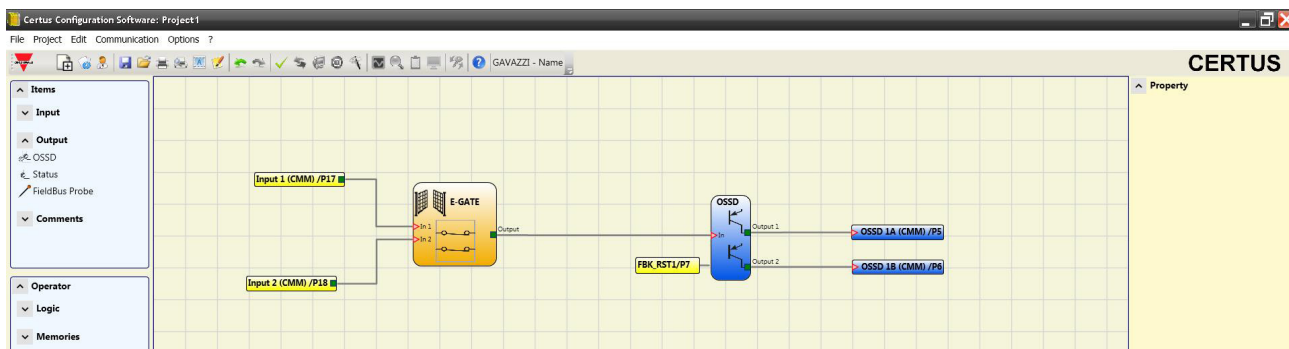 Certus Configuration Software: Project1
File Project Edit Communication Options ?
GAVAZZI - Name
CERTUS
Items
Input
Output
OSSD
Status
FieldBus Probe
Comments
Operator
Logic
Memories
Input 1 (CMM) /P17
Input 2 (CMM) /P18
E-GATE
In 1
In 2
Output
FBK_RST1/P7
OSSD
In
Output 1
Output 2
OSSD 1A (CMM) /P5
OSSD 1B (CMM) /P6
Property